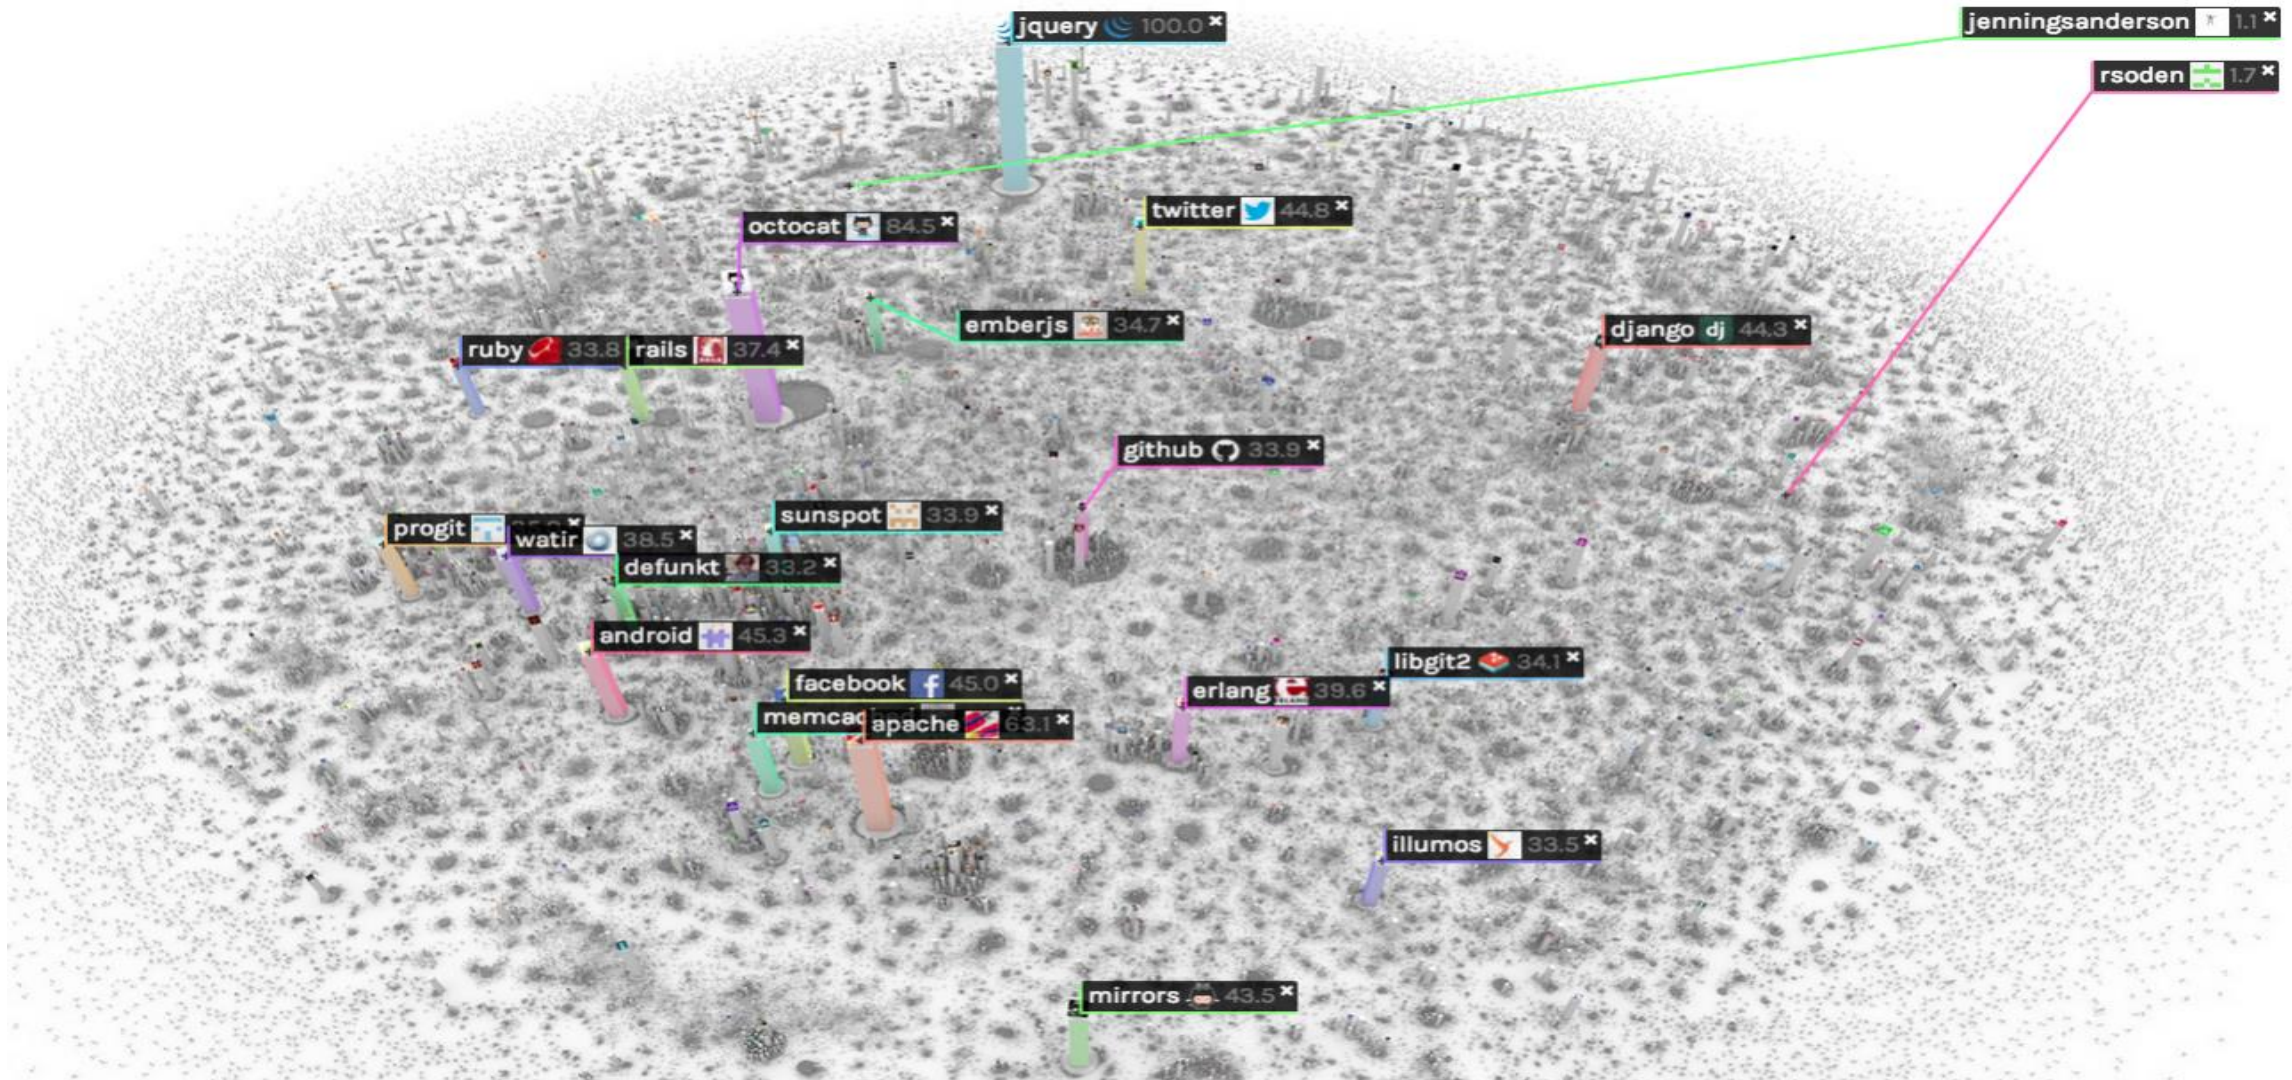 jquery 100.0 ×
jenningsanderson 1.1 ×
rsoden 1.7 ×
twitter 44.8 ×
octocat 84.5 ×
emberjs 34.7 ×
django dj 44.3 ×
ruby 33.8
rails 37.4 ×
github 33.9 ×
sunspot 33.9 ×
progit ×
watir 38.5 ×
defunkt 33.2 ×
android 45.3 ×
libgit2 34.1 ×
facebook f 45.0 ×
erlang 39.6 ×
apache 63.1 ×
illumos 33.5 ×
mirrors 43.5 ×